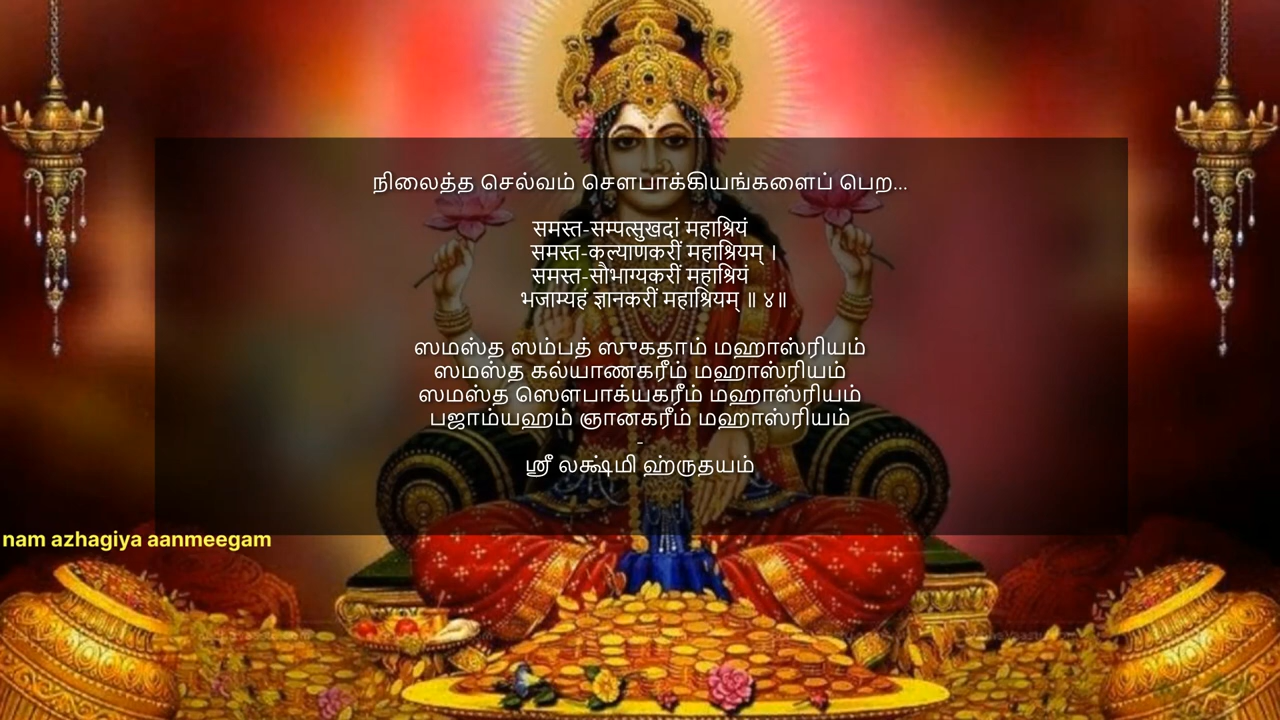 நிலைத்த செல்வம் சௌபாக்கியங்களைப் பெற...
समस्त-सम्पत्सुखदां महाश्रियं
समस्त-कल्याणकरीं महाश्रियम् ।
समस्त-सौभाग्यकरीं महाश्रियं
भजाम्यहं ज्ञानकरीं महाश्रियम् ॥ ४॥
ஸமஸ்த ஸம்பத் ஸுகதாம் மஹாஸ்ரியம்
ஸமஸ்த கல்யாணகரீம் மஹாஸ்ரியம்
ஸமஸ்த ஸௌபாக்யகரீம் மஹாஸ்ரியம்
பஜாம்யஹம் ஞானகரீம் மஹாஸ்ரியம்
-
ஸ்ரீ லக்ஷ்மி ஹ்ருதயம்
nam azhagiya aanmeegam